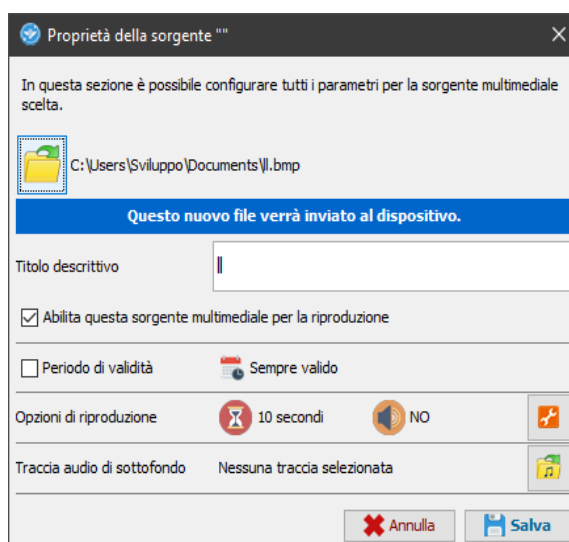 Proprietà della sorgente ""
In questa sezione è possibile configurare tutti i parametri per la sorgente multimediale
scelta.
C:\Users\Sviluppo\Documents\ll.bmp
Questo nuovo file verrà inviato al dispositivo.
Titolo descrittivo ll
Abilita questa sorgente multimediale per la riproduzione
Periodo di validità Sempre valido
Opzioni di riproduzione 10 secondi NO
Traccia audio di sottofondo Nessuna traccia selezionata
Annulla Salva